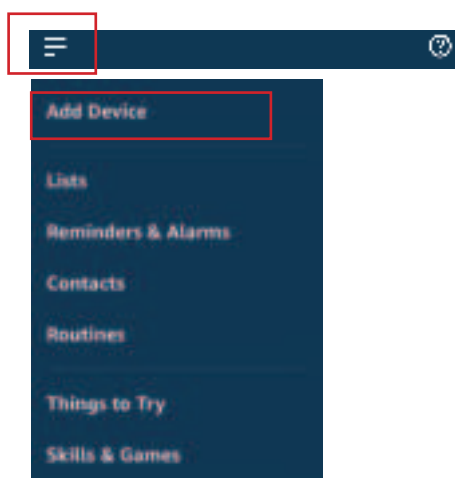 Add Device
Lists
Reminders & Alarms
Contacts
Routines
Things to Try
Skills & Games